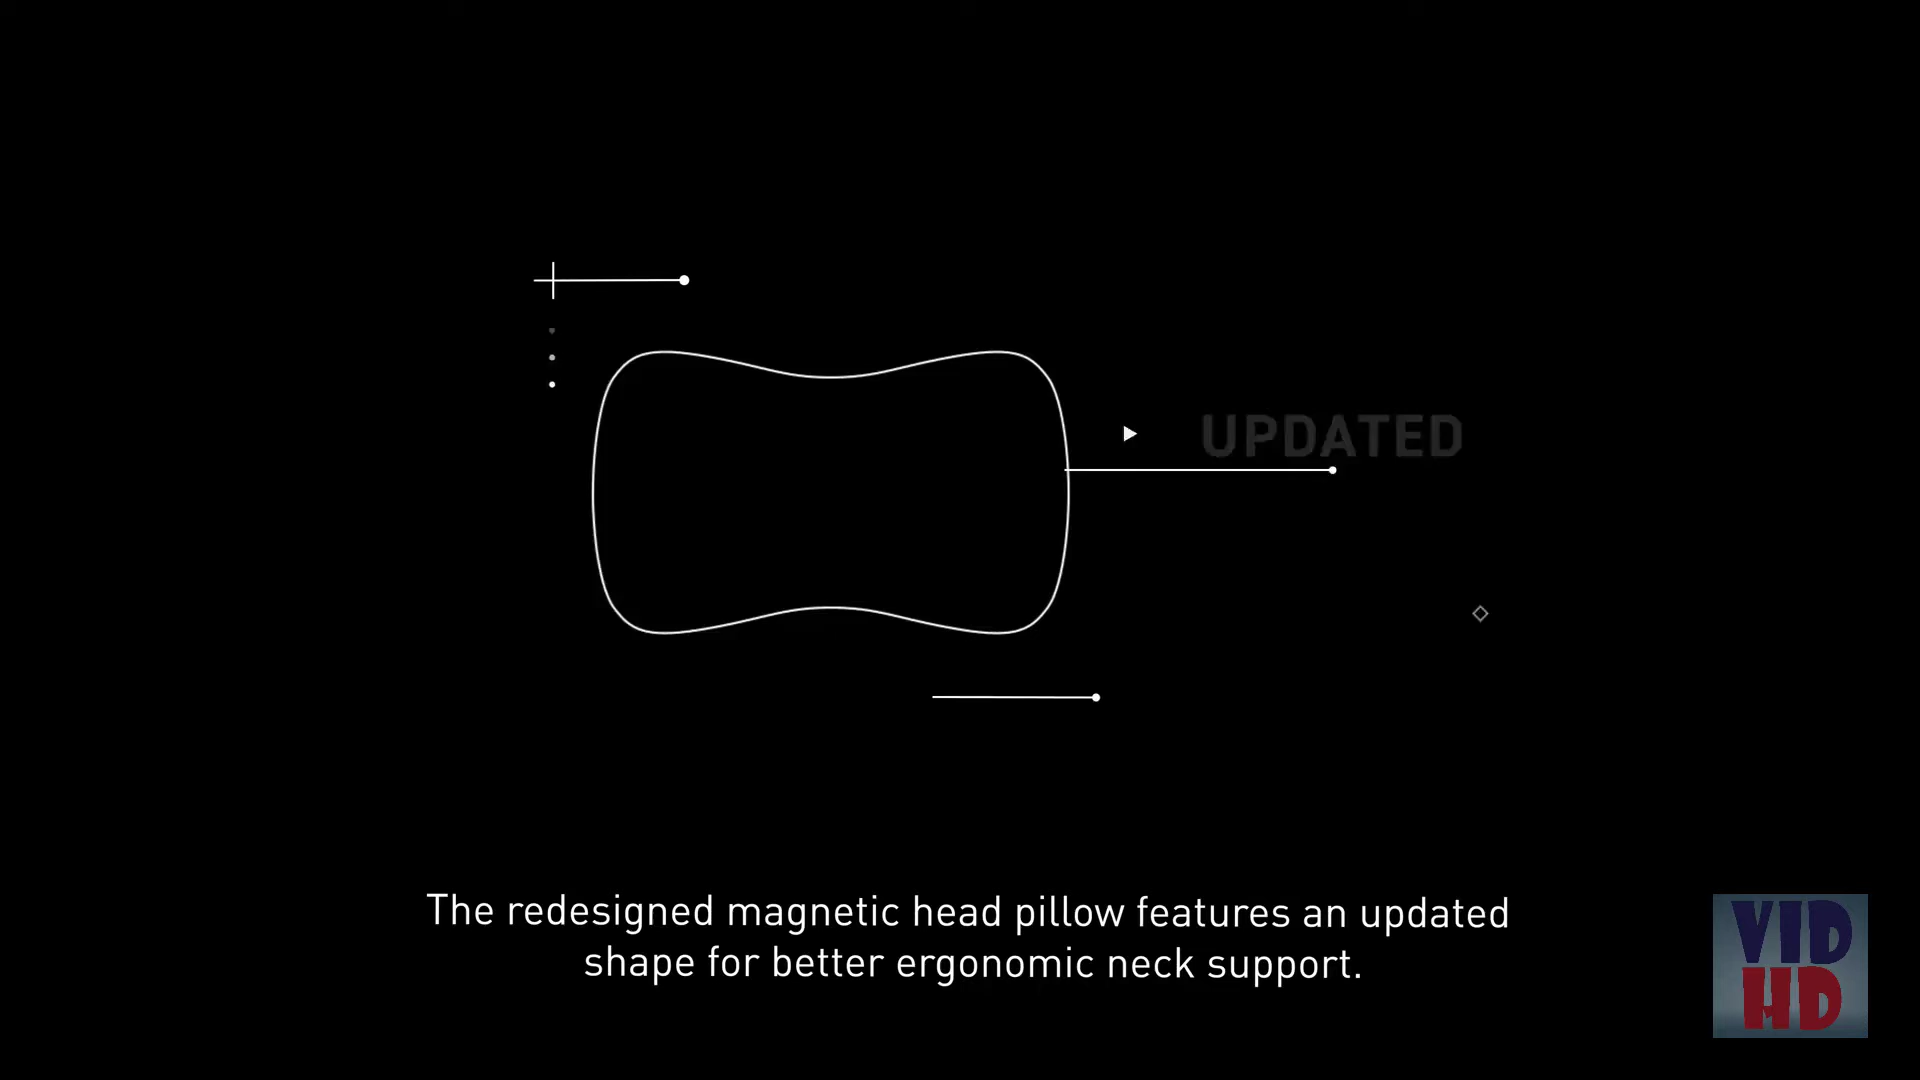 UPDATED
The redesigned magnetic head pillow features an updated
shape for better ergonomic neck support.
VID
HD